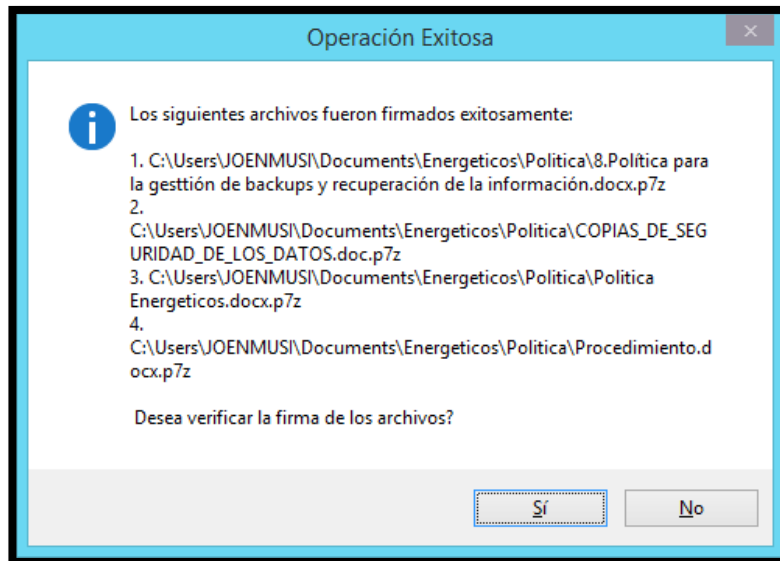 Operación Exitosa
Los siguientes archivos fueron firmados exitosamente:
1. C:\Users\JOENMUSI\Documents\Energeticos\Politica\8.Política para
la gesttión de backups y recuperación de la información.docx.p7z
2.
C:\Users\JOENMUSI\Documents\Energeticos\Politica\COPIAS_DE_SEG
URIDAD_DE_LOS_DATOS.doc.p7z
3. C:\Users\JOENMUSI\Documents\Energeticos\Politica\Politica
Energeticos.docx.p7z
4.
C:\Users\JOENMUSI\Documents\Energeticos\Politica\Procedimiento.d
ocx.p7z
Desea verificar la firma de los archivos?
Sí
No